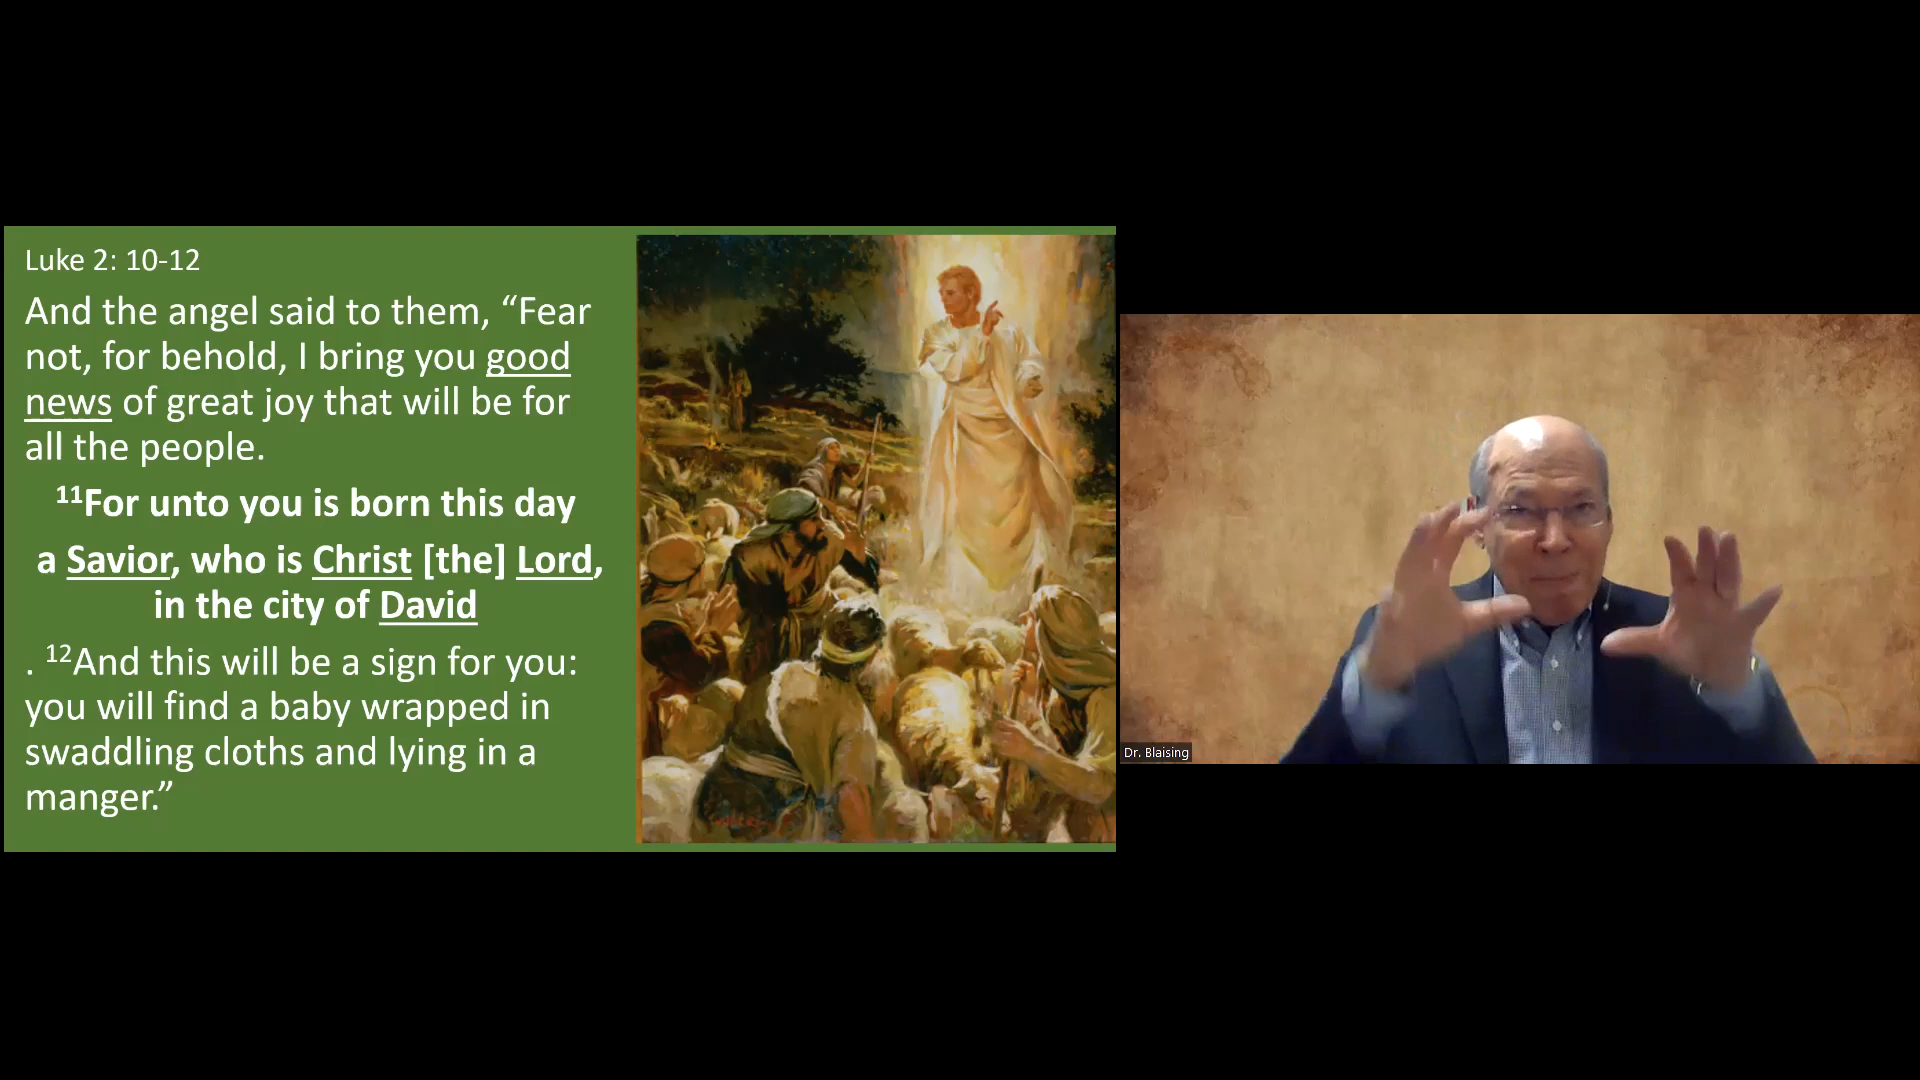 Luke 2: 10-12
And the angel said to them, “Fear
not, for behold, I bring you good
news of great joy that will be for
all the people.
¹¹For unto you is born this day
a Savior, who is Christ [the] Lord,
in the city of David
. ¹²And this will be a sign for you:
you will find a baby wrapped in
swaddling cloths and lying in a
manger.”
Dr. Blaising